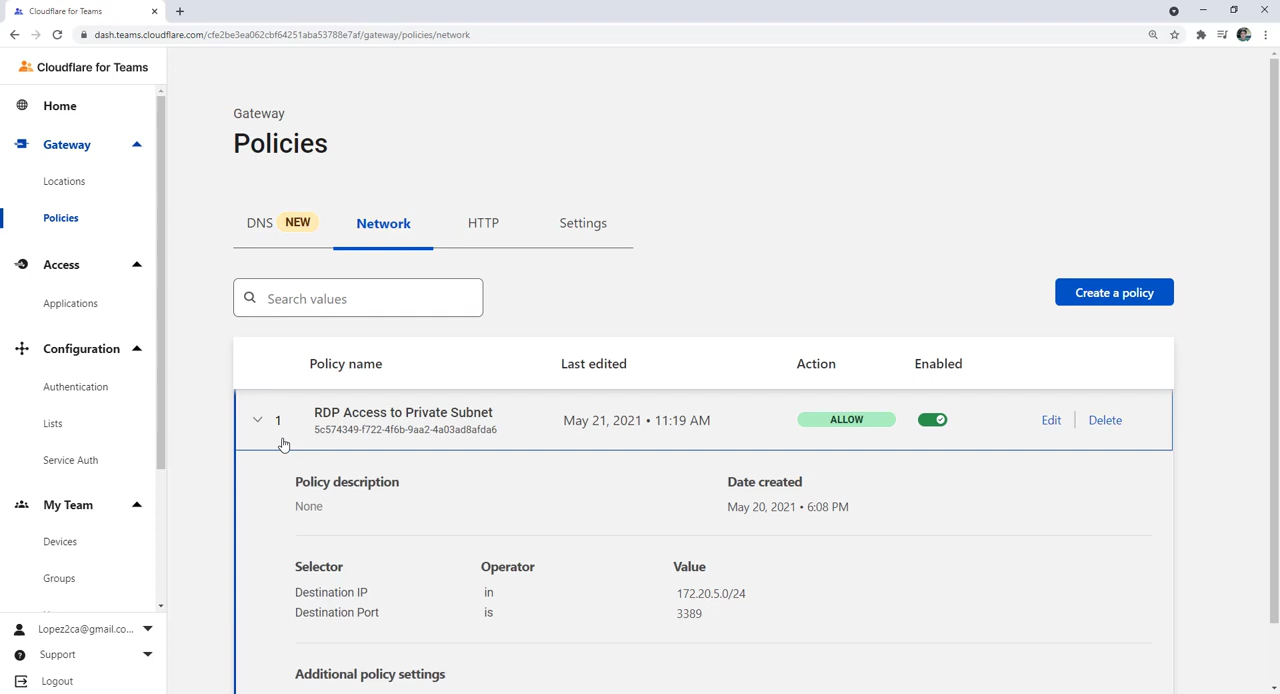 Cloudflare for Teams
dash.teams.cloudflare.com/cfe2be3ea062cbf64251aba53788e7af/gateway/policies/network
Cloudflare for Teams
Home
Gateway
Locations
Policies
Access
Applications
Configuration
Authentication
Lists
Service Auth
My Team
Devices
Groups
Lopez2ca@gmail.co...
Support
Logout
Gateway
Policies
DNS NEW Network HTTP Settings
Search values
Create a policy
Policy name Last edited Action Enabled
1 RDP Access to Private Subnet May 21, 2021 • 11:19 AM ALLOW Edit Delete
5c574349-f722-4f6b-9aa2-4a03ad8afda6
Policy description Date created
None May 20, 2021 • 6:08 PM
Selector Operator Value
Destination IP in 172.20.5.0/24
Destination Port is 3389
Additional policy settings